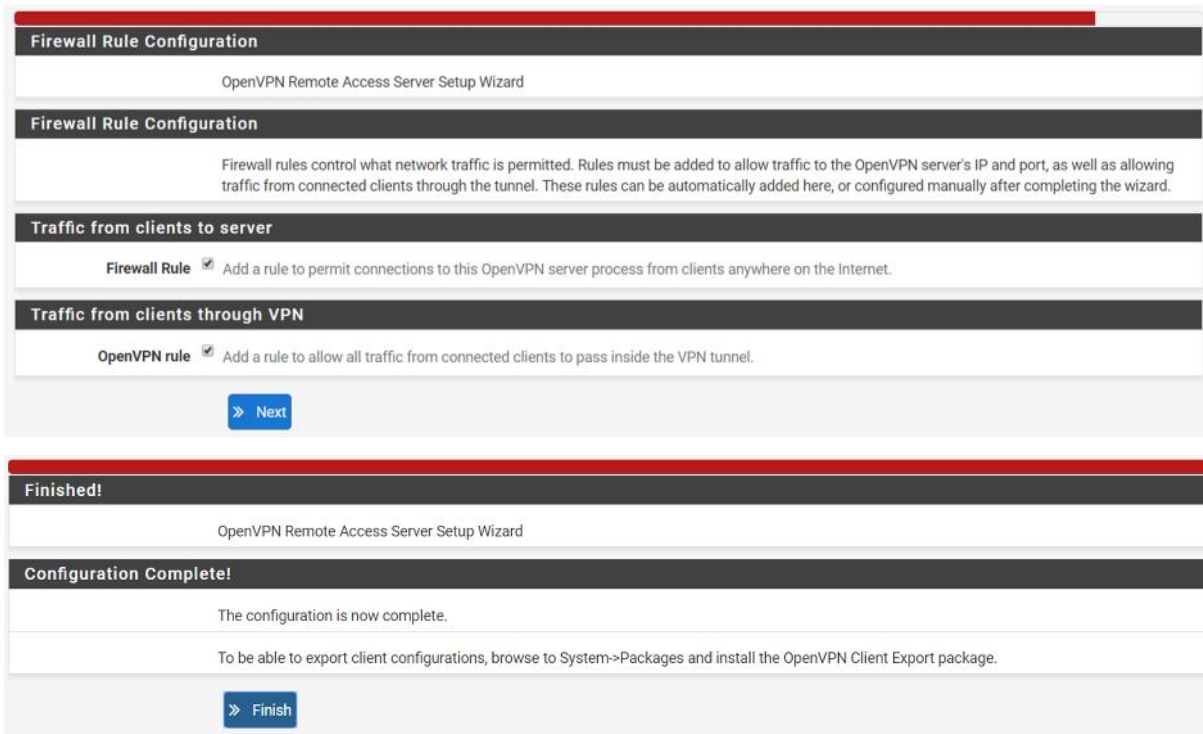 Firewall Rule Configuration
OpenVPN Remote Access Server Setup Wizard
Firewall Rule Configuration
Firewall rules control what network traffic is permitted. Rules must be added to allow traffic to the OpenVPN server's IP and port, as well as allowing
traffic from connected clients through the tunnel. These rules can be automatically added here, or configured manually after completing the wizard.
Traffic from clients to server
Firewall Rule Add a rule to permit connections to this OpenVPN server process from clients anywhere on the Internet.
Traffic from clients through VPN
OpenVPN rule Add a rule to allow all traffic from connected clients to pass inside the VPN tunnel.
Next
Finished!
OpenVPN Remote Access Server Setup Wizard
Configuration Complete!
The configuration is now complete.
To be able to export client configurations, browse to System->Packages and install the OpenVPN Client Export package.
Finish